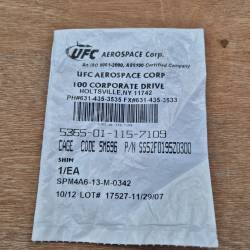 UFC AEROSPACE Corp.
An ISO 9001-2000, AS9100 Certified Company
UFC AEROSPACE CORP
100 CORPORATE DRIVE
HOLTSVILLE, NY 11742
PH#631-435-3535 FX#631-435-3533
5365-01-115-7109
CAGE CODE 5M696 P/N SS52F0195Z0300
SHIM
1/EA
SPM4A6-13-M-0342
10/12 LOT# 17527-11/29/07